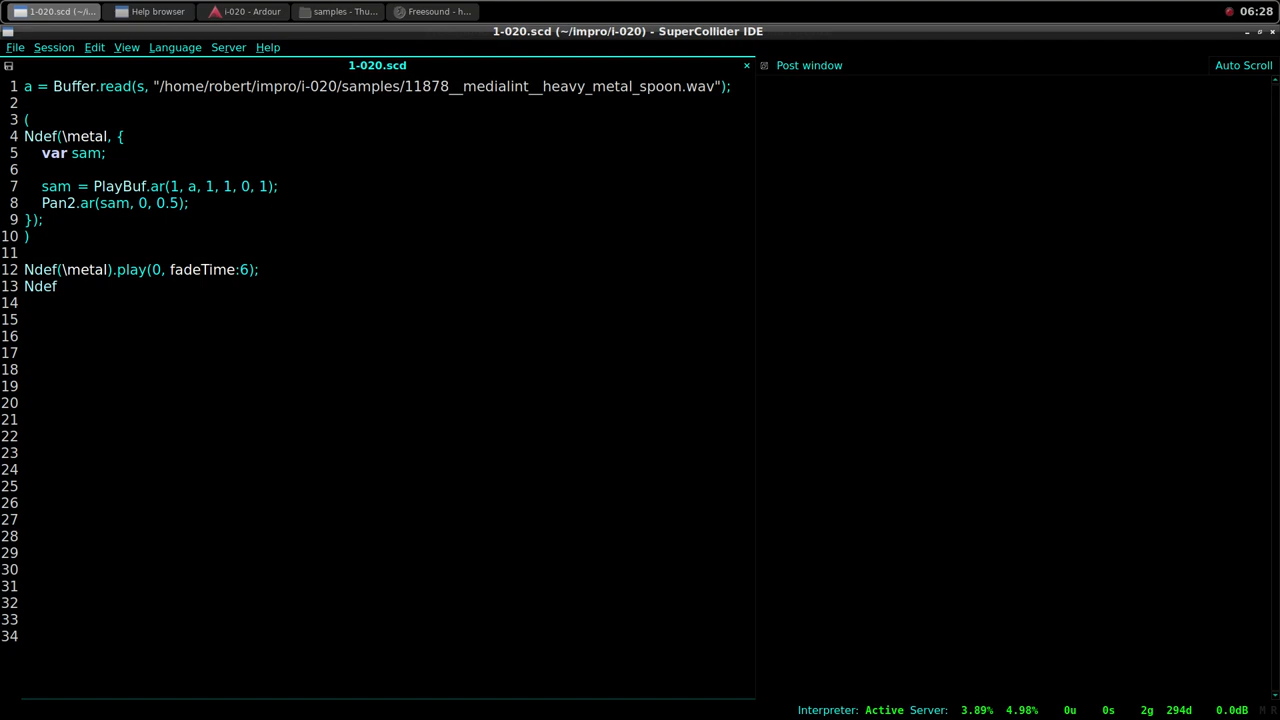 1-020.scd (~/i...
Help browser
i-020 - Ardour
samples - Thu...
Freesound - h...
06:28
1-020.scd (~/impro/i-020) - SuperCollider IDE
File Session Edit View Language Server Help
1-020.scd
Post window
Auto Scroll
1 a = Buffer.read(s, "/home/robert/impro/i-020/samples/11878__medialint__heavy_metal_spoon.wav");
2
3 (
4 Ndef(\metal, {
5 var sam;
6
7 sam = PlayBuf.ar(1, a, 1, 1, 0, 1);
8 Pan2.ar(sam, 0, 0.5);
9 });
10 )
11
12 Ndef(\metal).play(0, fadeTime:6);
13 Ndef
14
15
16
17
18
19
20
21
22
23
24
25
26
27
28
29
30
31
32
33
34
Interpreter: Active Server: 3.89% 4.98% 0u 0s 2g 294d 0.0dB M R